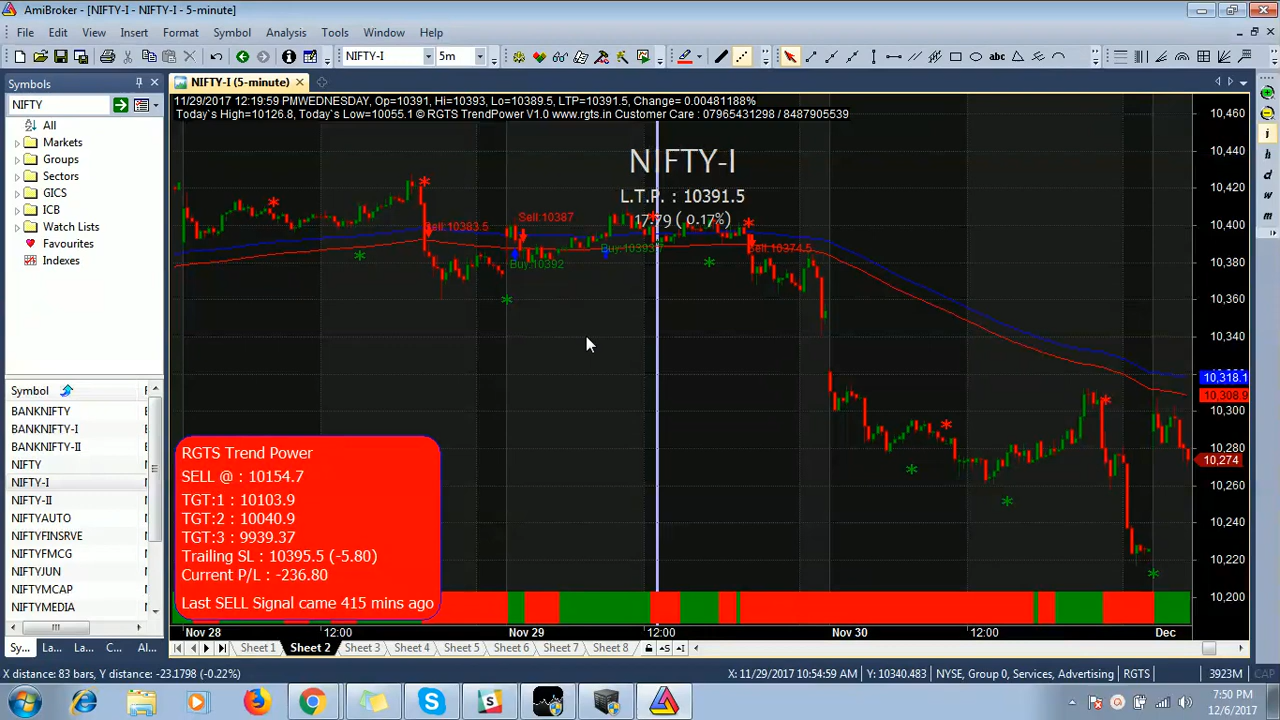 AmiBroker - [NIFTY-I - NIFTY-I - 5-minute]
File Edit View Insert Format Symbol Analysis Tools Window Help
NIFTY-I 5m
abc
Symbols
NIFTY-I (5-minute)
NIFTY
All
Markets
Groups
Sectors
GICS
ICB
Watch Lists
Favourites
Indexes
Symbol
BANKNIFTY
BANKNIFTY-I
BANKNIFTY-II
NIFTY
NIFTY-I
NIFTY-II
NIFTYAUTO
NIFTYFINSRVE
NIFTYFMCG
NIFTYJUN
NIFTYMCAP
NIFTYMEDIA
Sy... La... La... C... A...
11/29/2017 12:19:59 PMWEDNESDAY, Op=10391, Hi=10393, Lo=10389.5, LTP=10391.5, Change= 0.00481188%
Today`s High=10126.8, Today`s Low=10055.1 © RGTS TrendPower V1.0 www.rgts.in Customer Care : 07965431298 / 8487905539
NIFTY-I
L.T.P. : 10391.5
17.79 ( 0.17%)
Sell:10383.5
Sell:10387
Buy:10392
Sell:10374.5
RGTS Trend Power
SELL @ : 10154.7
TGT:1 : 10103.9
TGT:2 : 10040.9
TGT:3 : 9939.37
Trailing SL : 10395.5 (-5.80)
Current P/L : -236.80
Last SELL Signal came 415 mins ago
10,460
10,440
10,420
10,400
10,380
10,360
10,340
10,318.1
10,308.9
10,300
10,280
10,274
10,260
10,240
10,220
10,200
i
h
d
w
m
Nov 28 12:00 Nov 29 12:00 Nov 30 12:00 Dec
Sheet 1 Sheet 2 Sheet 3 Sheet 4 Sheet 5 Sheet 6 Sheet 7 Sheet 8
X distance: 83 bars, Y distance: -23.1798 (-0.22%) X: 11/29/2017 10:54:59 AM Y: 10340.483 NYSE, Group 0, Services, Advertising RGTS 3923M CAP
7:50 PM
12/6/2017